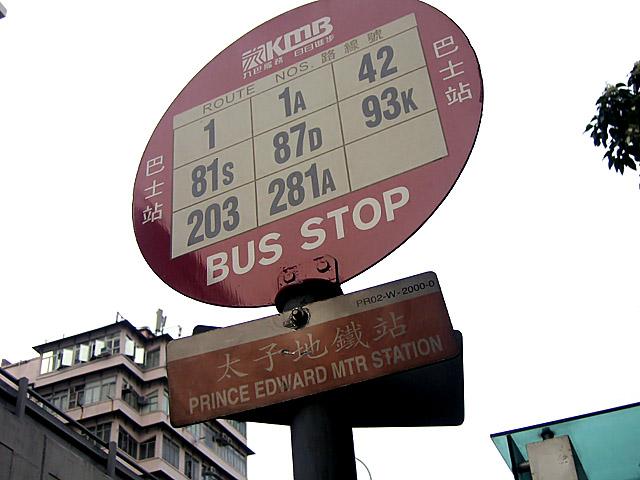 KMB
九巴服務 日日進步
ROUTE NOS. 路線號
1 1A 42
81S 87D 93K
203 281A
巴士站
巴士站
BUS STOP
PR02-W-2000-0
太子地鐵站
PRINCE EDWARD MTR STATION